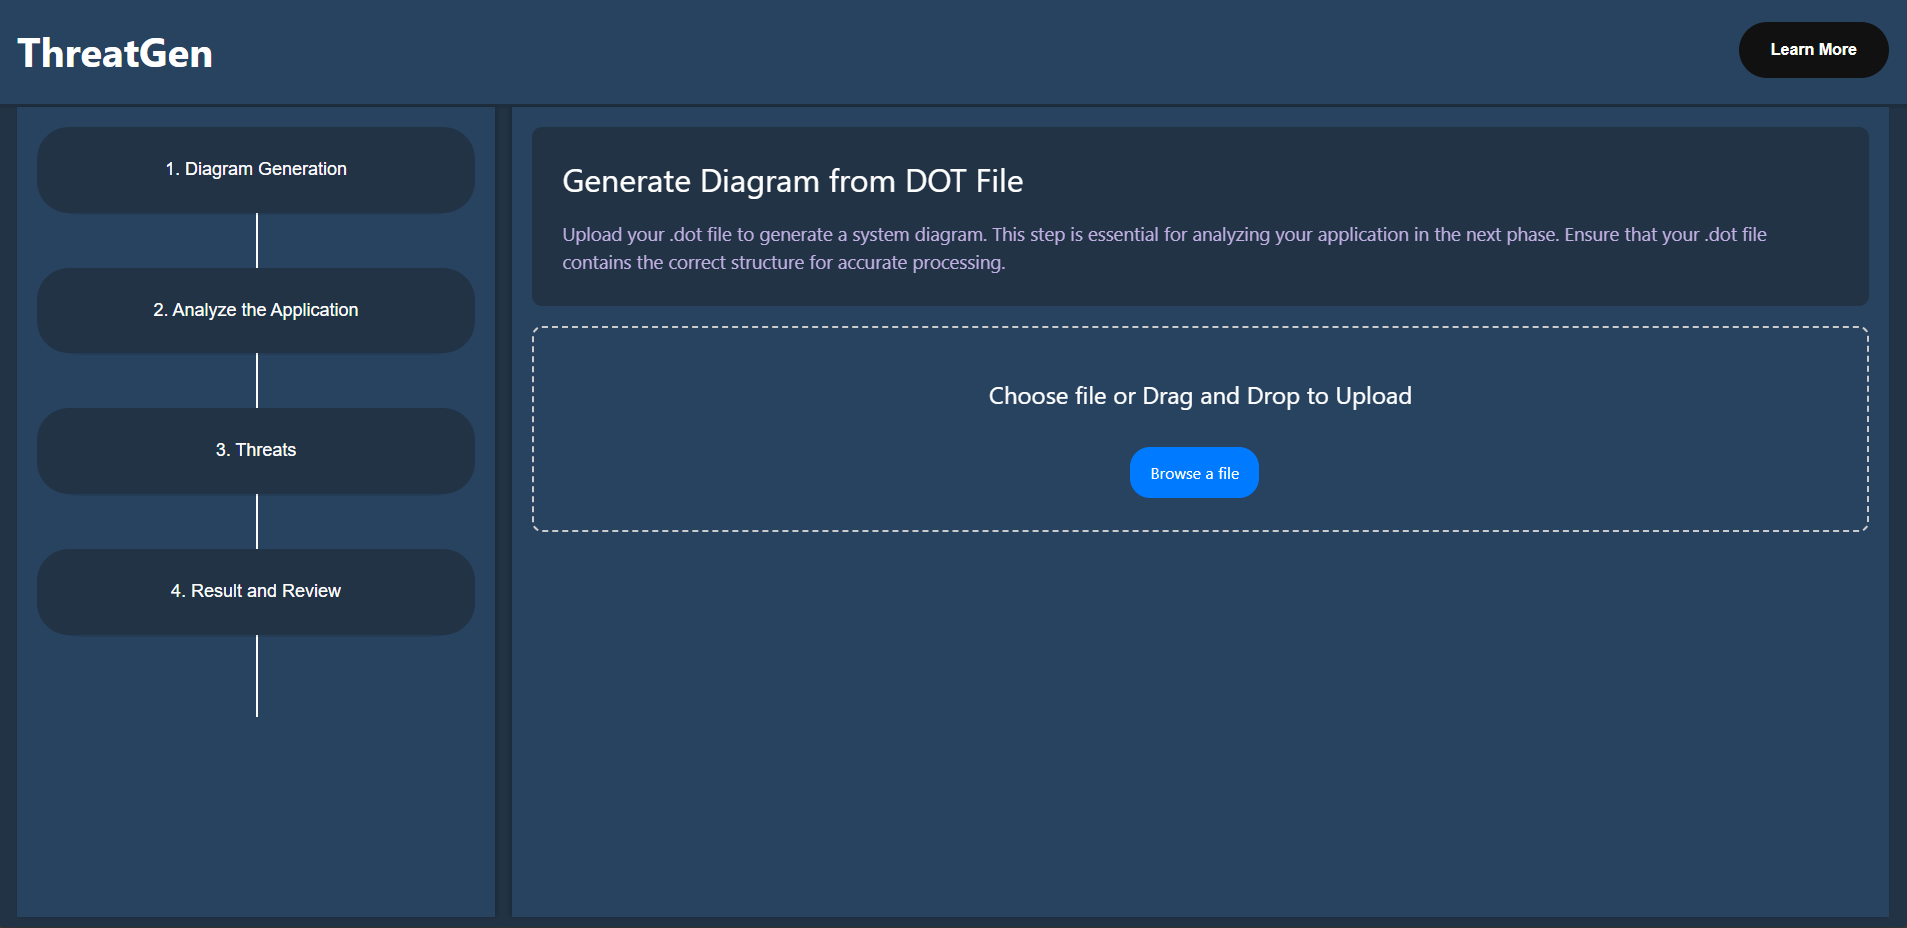 ThreatGen
Learn More
1. Diagram Generation
2. Analyze the Application
3. Threats
4. Result and Review
Generate Diagram from DOT File
Upload your .dot file to generate a system diagram. This step is essential for analyzing your application in the next phase. Ensure that your .dot file
contains the correct structure for accurate processing.
Choose file or Drag and Drop to Upload
Browse a file